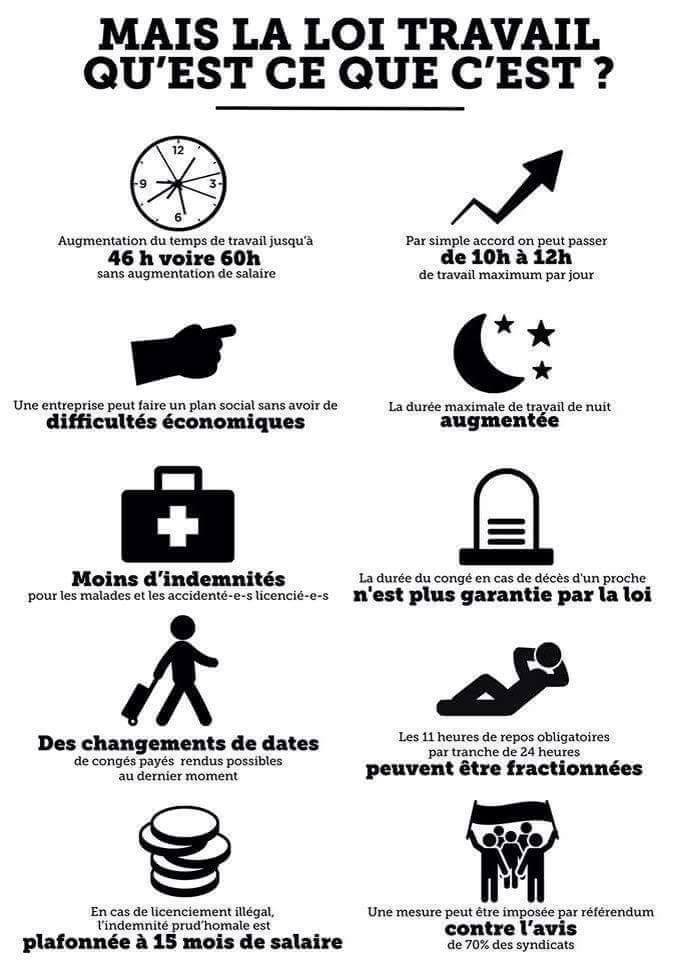 MAIS LA LOI TRAVAIL
QU'EST CE QUE C'EST ?
12
9
3
6
Augmentation du temps de travail jusqu'à
46 h voire 60h
sans augmentation de salaire
Par simple accord on peut passer
de 10h à 12h
de travail maximum par jour
Une entreprise peut faire un plan social sans avoir de
difficultés économiques
La durée maximale de travail de nuit
augmentée
Moins d'indemnités
pour les malades et les accidenté-e-s licencié-e-s
La durée du congé en cas de décès d'un proche
n'est plus garantie par la loi
Des changements de dates
de congés payés rendus possibles
au dernier moment
Les 11 heures de repos obligatoires
par tranche de 24 heures
peuvent être fractionnées
En cas de licenciement illégal,
l'indemnité prud'homale est
plafonnée à 15 mois de salaire
Une mesure peut être imposée par référendum
contre l'avis
de 70% des syndicats